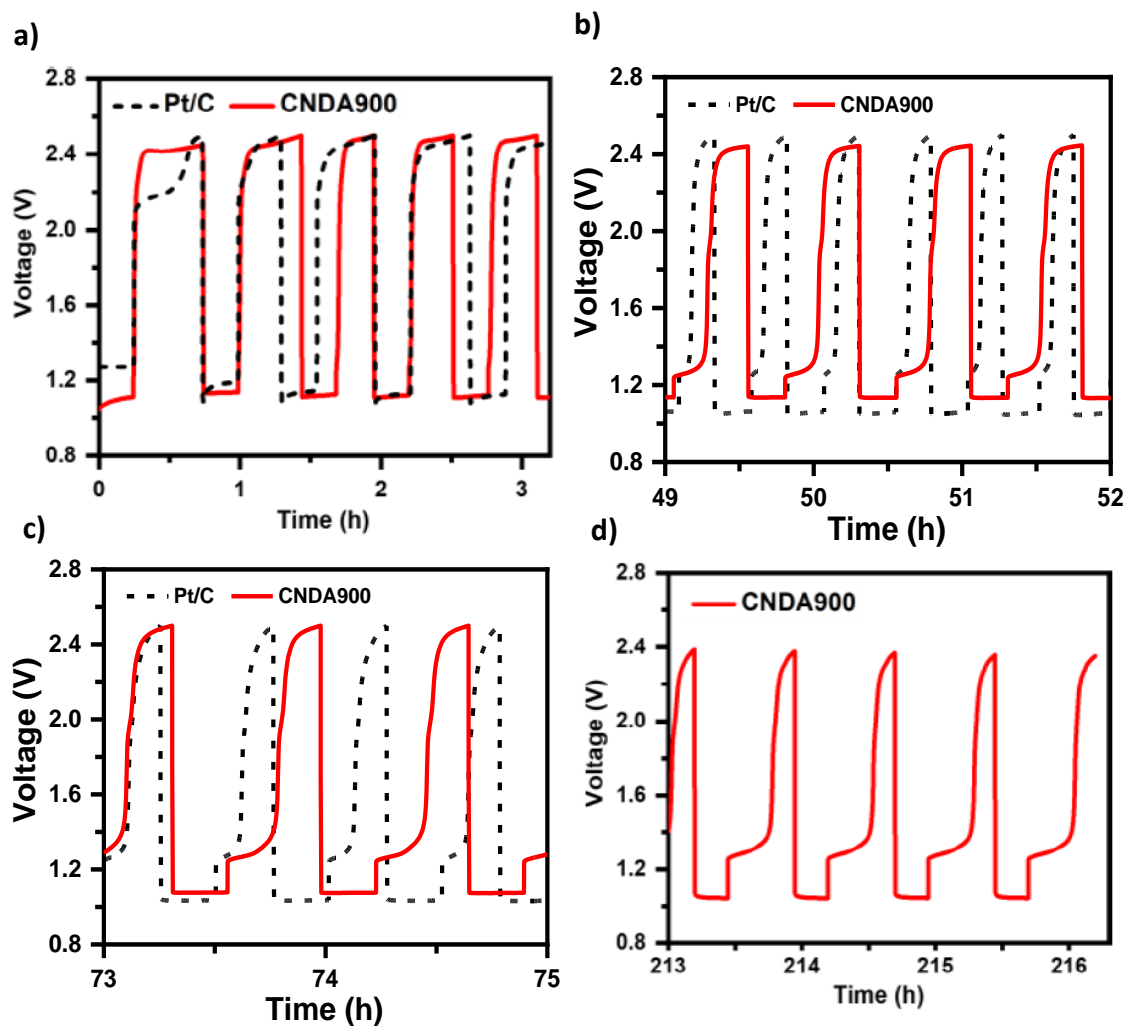 a)
2.8
2.4
2.0
1.6
1.2
0.8
Voltage (V)
Pt/C
CNDA900
0 1 2 3
Time (h)
b)
2.8
2.4
2.0
1.6
1.2
0.8
Voltage (V)
Pt/C
CNDA900
49 50 51 52
Time (h)
c)
2.8
2.4
2.0
1.6
1.2
0.8
Voltage (V)
Pt/C
CNDA900
73 74 75
Time (h)
d)
2.8
2.4
2.0
1.6
1.2
0.8
Voltage (V)
CNDA900
213 214 215 216
Time (h)